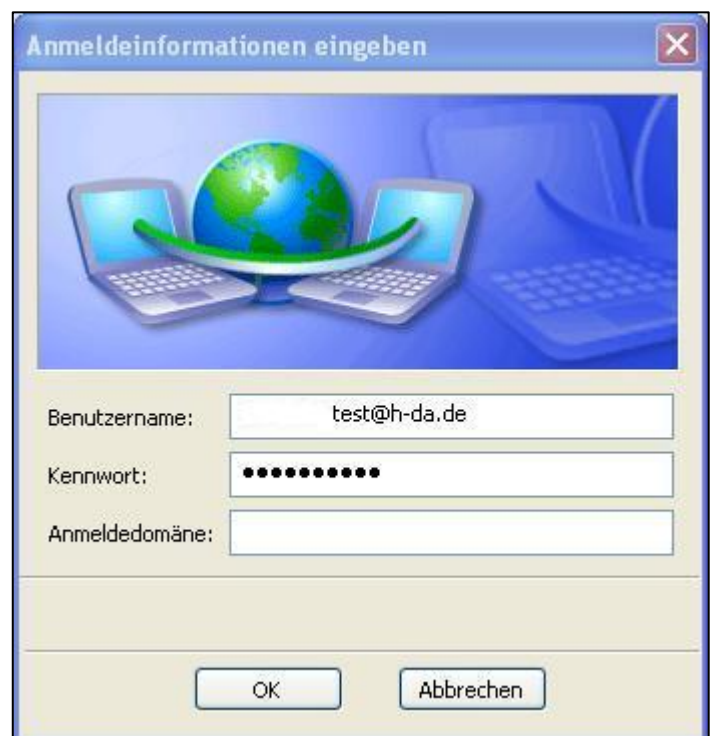 Anmeldeinformationen eingeben
Benutzername: test@h-da.de
Kennwort: ●●●●●●●●●●
Anmeldedomäne:
OK Abbrechen